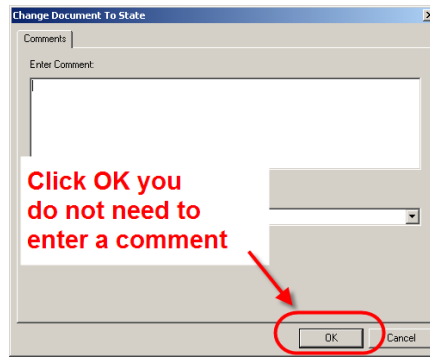 Change Document To State
Comments
Enter Comment:
Click OK you
do not need to
enter a comment
OK
Cancel